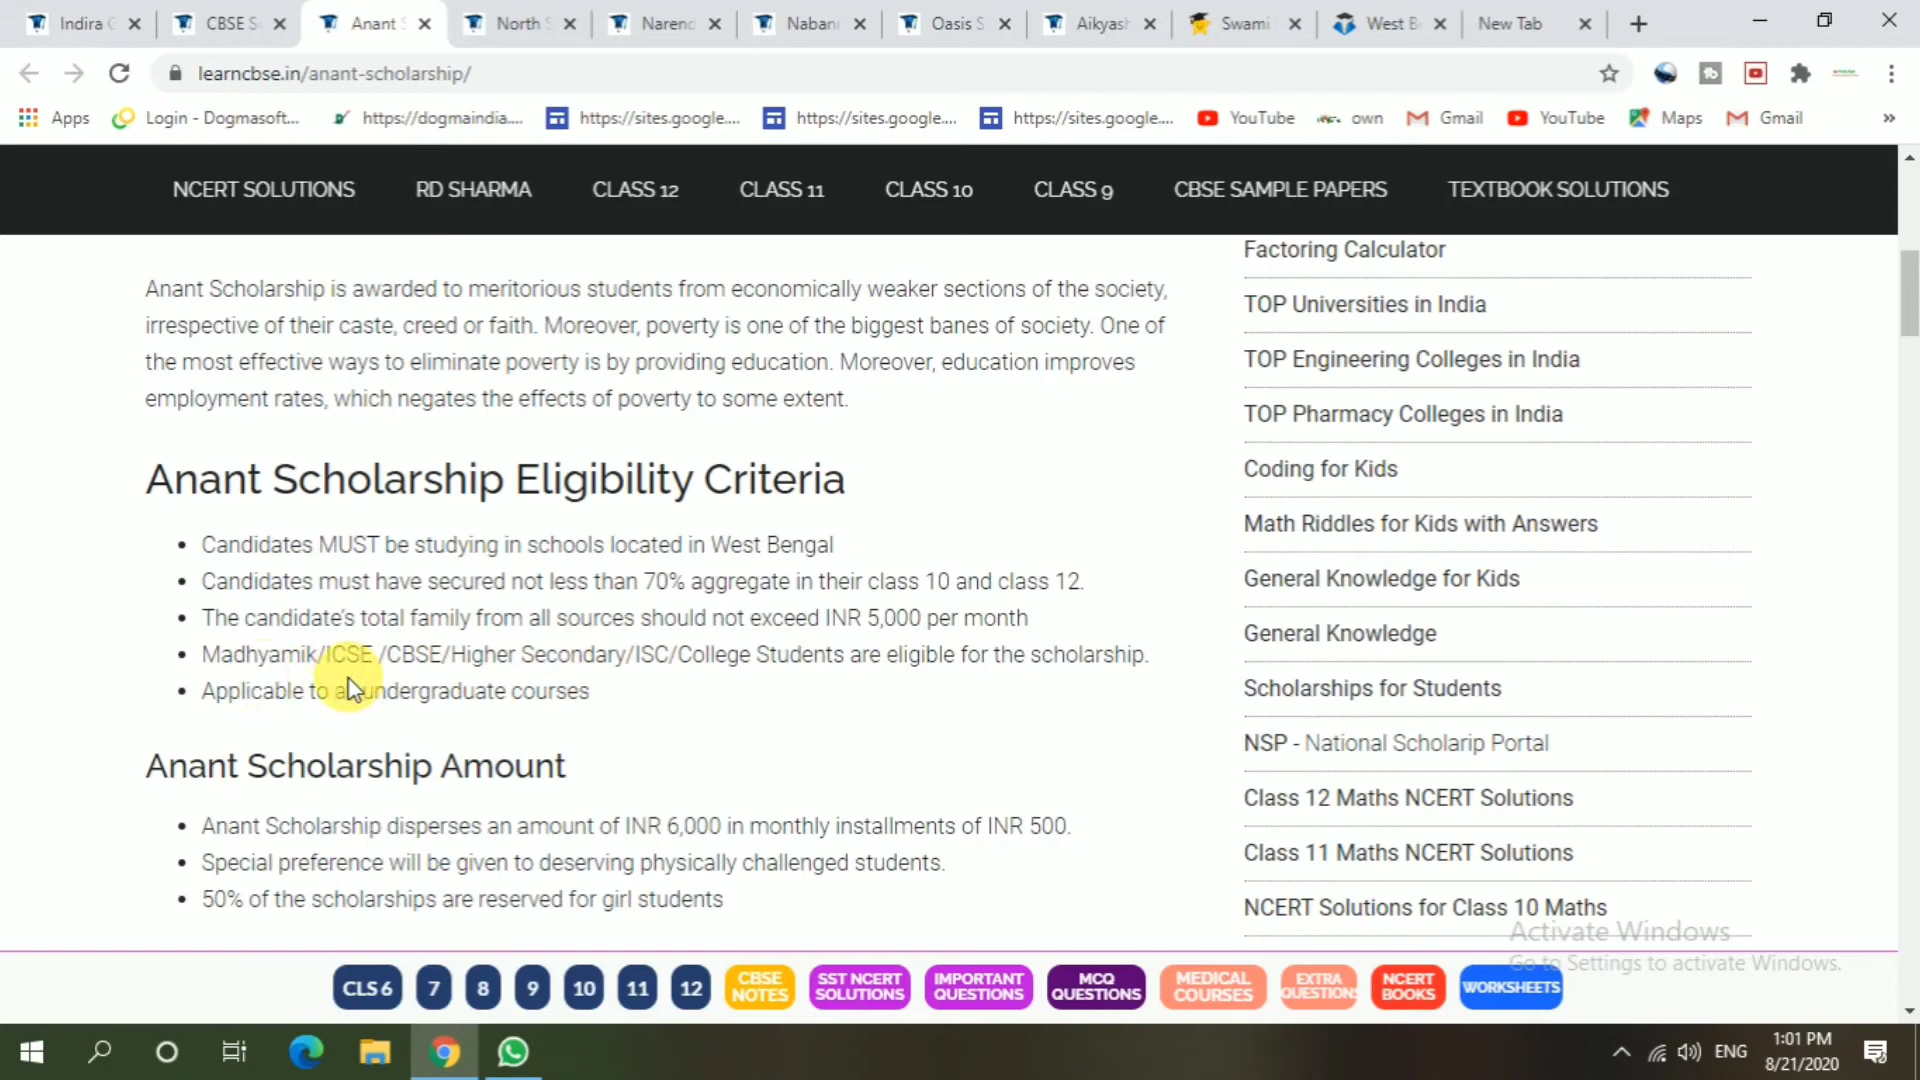 Indira G
CBSE S
Anant S
North S
Narend
Naban
Oasis S
Aikyash
Swami
West Be
New Tab
learncbse.in/anant-scholarship/
Apps
Login - Dogmasoft...
https://dogmaindia....
https://sites.google....
https://sites.google....
https://sites.google....
YouTube
own
Gmail
YouTube
Maps
Gmail
»
NCERT SOLUTIONS
RD SHARMA
CLASS 12
CLASS 11
CLASS 10
CLASS 9
CBSE SAMPLE PAPERS
TEXTBOOK SOLUTIONS
Anant Scholarship is awarded to meritorious students from economically weaker sections of the society,
irrespective of their caste, creed or faith. Moreover, poverty is one of the biggest banes of society. One of
the most effective ways to eliminate poverty is by providing education. Moreover, education improves
employment rates, which negates the effects of poverty to some extent.
Anant Scholarship Eligibility Criteria
• Candidates MUST be studying in schools located in West Bengal
• Candidates must have secured not less than 70% aggregate in their class 10 and class 12.
• The candidate's total family from all sources should not exceed INR 5,000 per month
• Madhyamik/ICSE /CBSE/Higher Secondary/ISC/College Students are eligible for the scholarship.
• Applicable to all undergraduate courses
Anant Scholarship Amount
• Anant Scholarship disperses an amount of INR 6,000 in monthly installments of INR 500.
• Special preference will be given to deserving physically challenged students.
• 50% of the scholarships are reserved for girl students
Factoring Calculator
TOP Universities in India
TOP Engineering Colleges in India
TOP Pharmacy Colleges in India
Coding for Kids
Math Riddles for Kids with Answers
General Knowledge for Kids
General Knowledge
Scholarships for Students
NSP - National Scholarip Portal
Class 12 Maths NCERT Solutions
Class 11 Maths NCERT Solutions
NCERT Solutions for Class 10 Maths
Activate Windows
Go to Settings to activate Windows.
CLS 6
7
8
9
10
11
12
CBSE
NOTES
SST NCERT
SOLUTIONS
IMPORTANT
QUESTIONS
MCQ
QUESTIONS
MEDICAL
COURSES
EXTRA
QUESTIONS
NCERT
BOOKS
WORKSHEETS
ENG
1:01 PM
8/21/2020